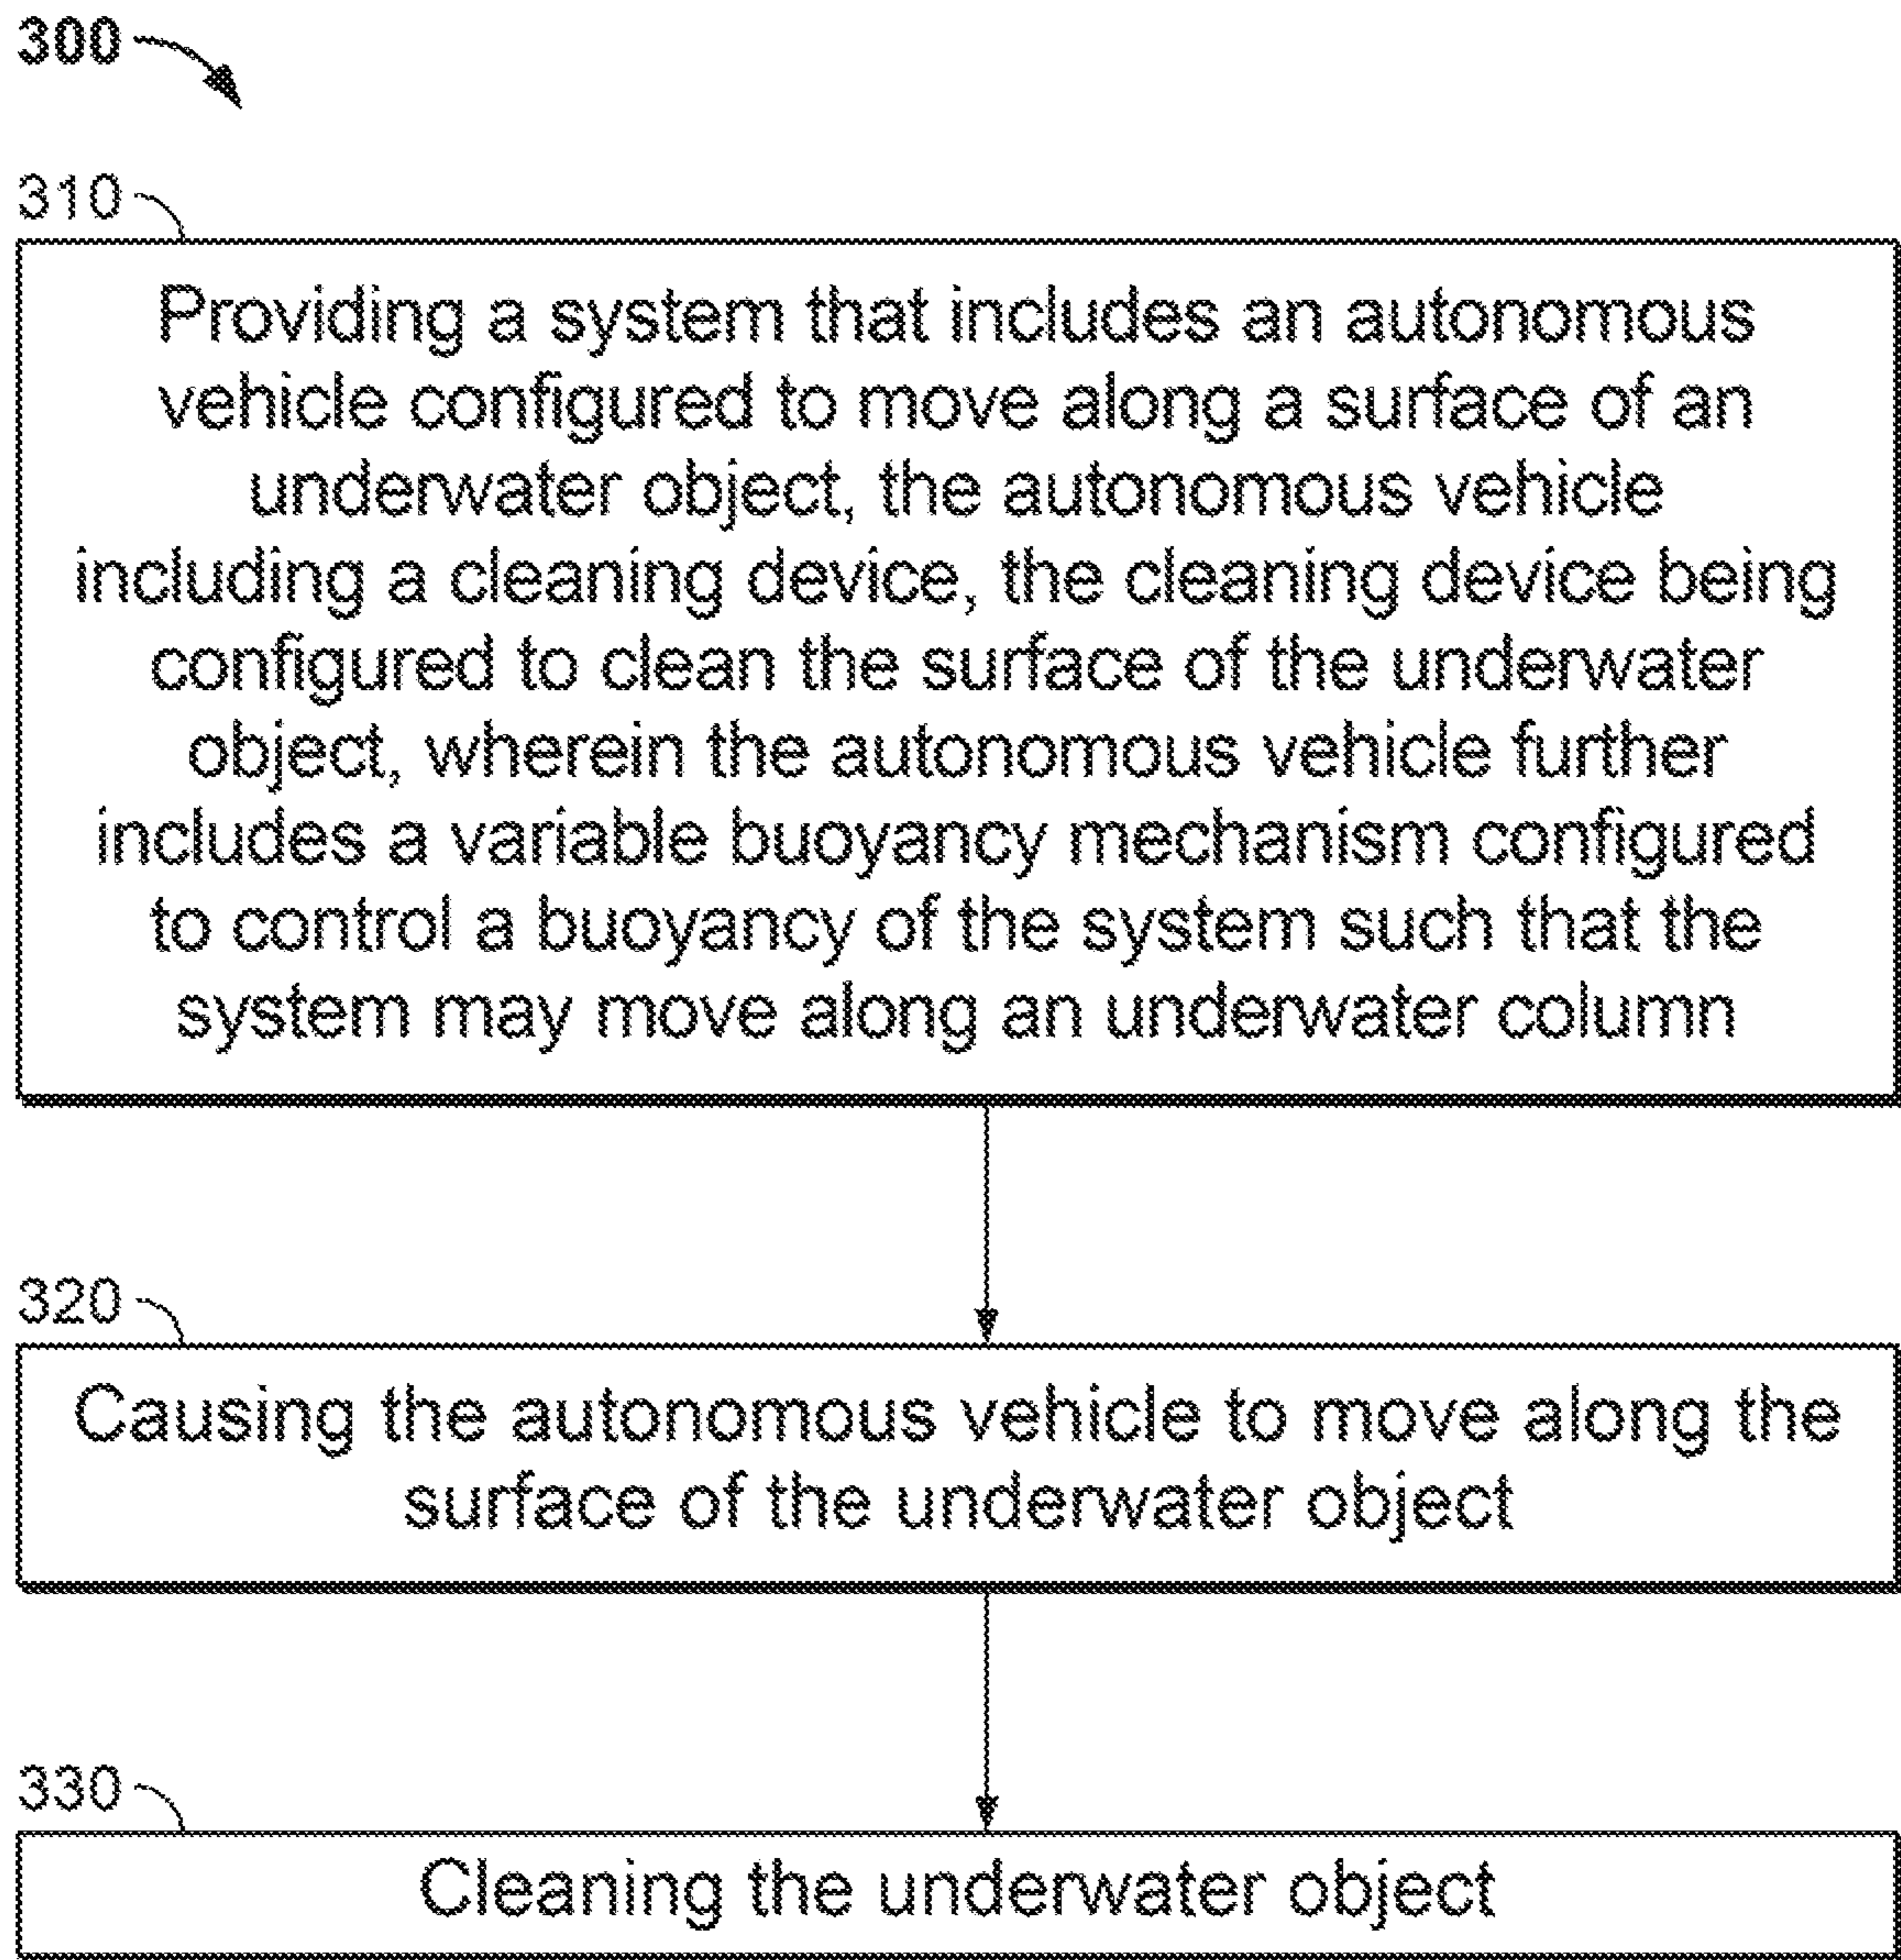 300
310
Providing a system that includes an autonomous
vehicle configured to move along a surface of an
underwater object, the autonomous vehicle
including a cleaning device, the cleaning device being
configured to clean the surface of the underwater
object, wherein the autonomous vehicle further
includes a variable buoyancy mechanism configured
to control a buoyancy of the system such that the
system may move along an underwater column
320
Causing the autonomous vehicle to move along the
surface of the underwater object
330
Cleaning the underwater object